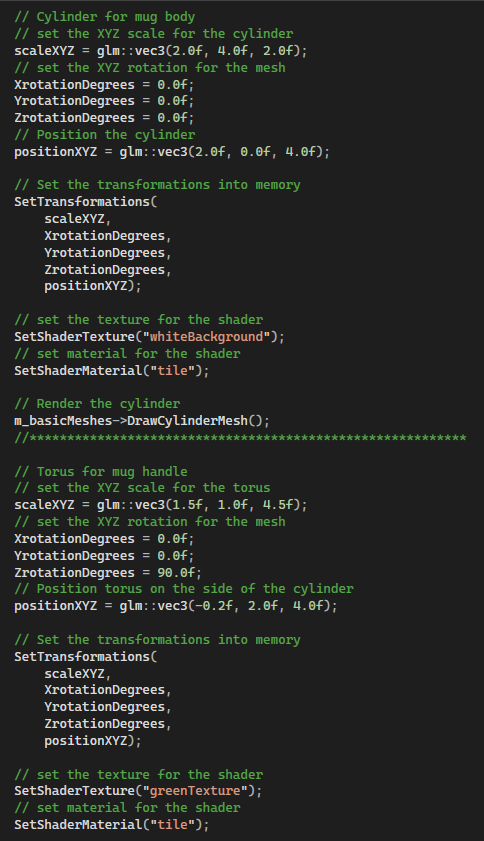 // Cylinder for mug body
// set the XYZ scale for the cylinder
scaleXYZ = glm::vec3(2.0f, 4.0f, 2.0f);
// set the XYZ rotation for the mesh
XrotationDegrees = 0.0f;
YrotationDegrees = 0.0f;
ZrotationDegrees = 0.0f;
// Position the cylinder
positionXYZ = glm::vec3(2.0f, 0.0f, 4.0f);

// Set the transformations into memory
SetTransformations(
    scaleXYZ,
    XrotationDegrees,
    YrotationDegrees,
    ZrotationDegrees,
    positionXYZ);

// set the texture for the shader
SetShaderTexture("whiteBackground");
// set material for the shader
SetShaderMaterial("tile");

// Render the cylinder
m_basicMeshes->DrawCylinderMesh();
//**********************************************************

// Torus for mug handle
// set the XYZ scale for the torus
scaleXYZ = glm::vec3(1.5f, 1.0f, 4.5f);
// set the XYZ rotation for the mesh
XrotationDegrees = 0.0f;
YrotationDegrees = 0.0f;
ZrotationDegrees = 90.0f;
// Position torus on the side of the cylinder
positionXYZ = glm::vec3(-0.2f, 2.0f, 4.0f);

// Set the transformations into memory
SetTransformations(
    scaleXYZ,
    XrotationDegrees,
    YrotationDegrees,
    ZrotationDegrees,
    positionXYZ);

// set the texture for the shader
SetShaderTexture("greenTexture");
// set material for the shader
SetShaderMaterial("tile");